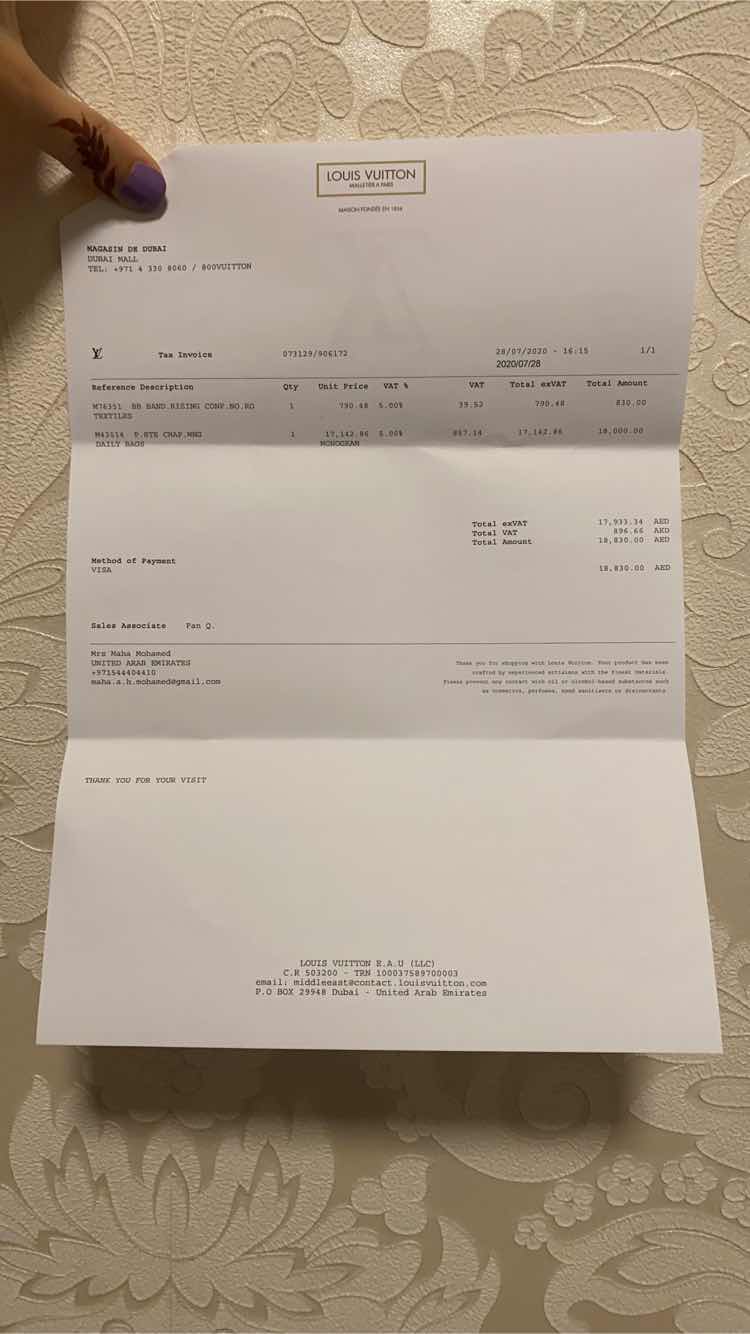 LOUIS VUITTON
MALLETIER A PARIS
MAISON FONDÉE EN 1854
MAGASIN DE DUBAI
DUBAI MALL
TEL: +971 4 330 8060 / 800VUITTON
LV Tax Invoice 073129/906172 28/07/2020 - 16:15 1/1
2020/07/28
Reference Description Qty Unit Price VAT % VAT Total exVAT Total Amount
M76351 BB BAND.RISING CONF.NO.RO 1 790.48 5.00% 39.52 790.48 830.00
TEXTILES
M43514 P.STE CHAP.MNG 1 17,142.86 5.00% 857.14 17,142.86 18,000.00
DAILY BAGS MONOGRAM
Total exVAT 17,933.34 AED
Total VAT 896.66 AED
Total Amount 18,830.00 AED
Method of Payment
VISA 18,830.00 AED
Sales Associate Pan Q.
Mrs Maha Mohamed
UNITED ARAB EMIRATES
+971544404410
maha.a.h.mohamed@gmail.com
Thank you for shopping with Louis Vuitton. Your product has been
crafted by experienced artisans with the finest materials.
Please prevent any contact with oil or alcohol-based substances such
as cosmetics, perfumes, hand sanitizers or disinfectants.
THANK YOU FOR YOUR VISIT
LOUIS VUITTON E.A.U (LLC)
C.R 503200 - TRN 100037589700003
email: middleeast@contact.louisvuitton.com
P.O BOX 29948 Dubai - United Arab Emirates